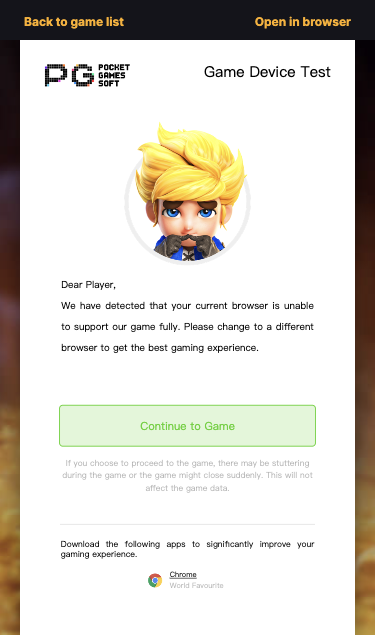 Back to game list
Open in browser
PG POCKET GAMES SOFT
Game Device Test
Dear Player,
We have detected that your current browser is unable
to support our game fully. Please change to a different
browser to get the best gaming experience.
Continue to Game
If you choose to proceed to the game, there may be stuttering
during the game or the game might close suddenly. This will not
affect the game data.
Download the following apps to significantly improve your
gaming experience.
Chrome
World Favourite